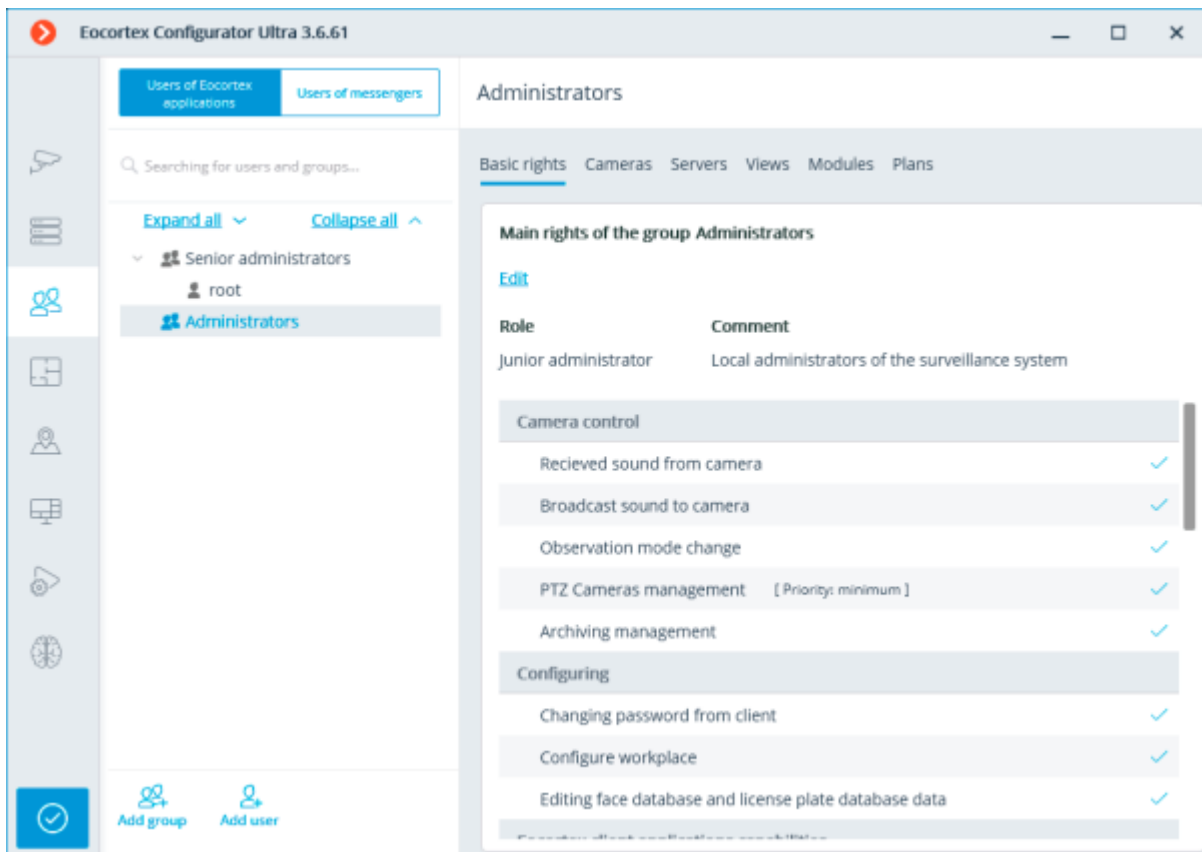 Eocortex Configurator Ultra 3.6.61
Users of Eocortex
applications
Users of messengers
Searching for users and groups...
Expand all
Collapse all
Senior administrators
root
Administrators
Add group
Add user
Administrators
Basic rights Cameras Servers Views Modules Plans
Main rights of the group Administrators
Edit
Role Comment
Junior administrator Local administrators of the surveillance system
Camera control
Recieved sound from camera
Broadcast sound to camera
Observation mode change
PTZ Cameras management [ Priority: minimum ]
Archiving management
Configuring
Changing password from client
Configure workplace
Editing face database and license plate database data
Eocortex client applications capabilities